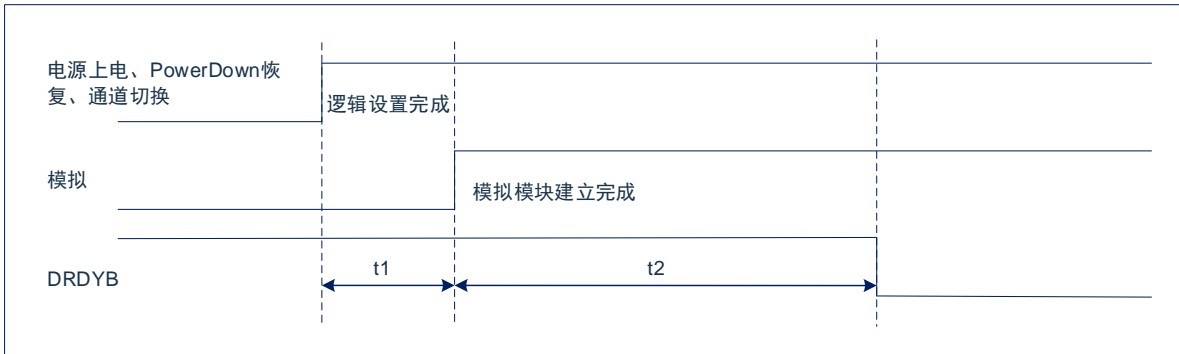 电源上电、PowerDown恢
复、通道切换
逻辑设置完成
模拟
模拟模块建立完成
DRDYB
t1
t2